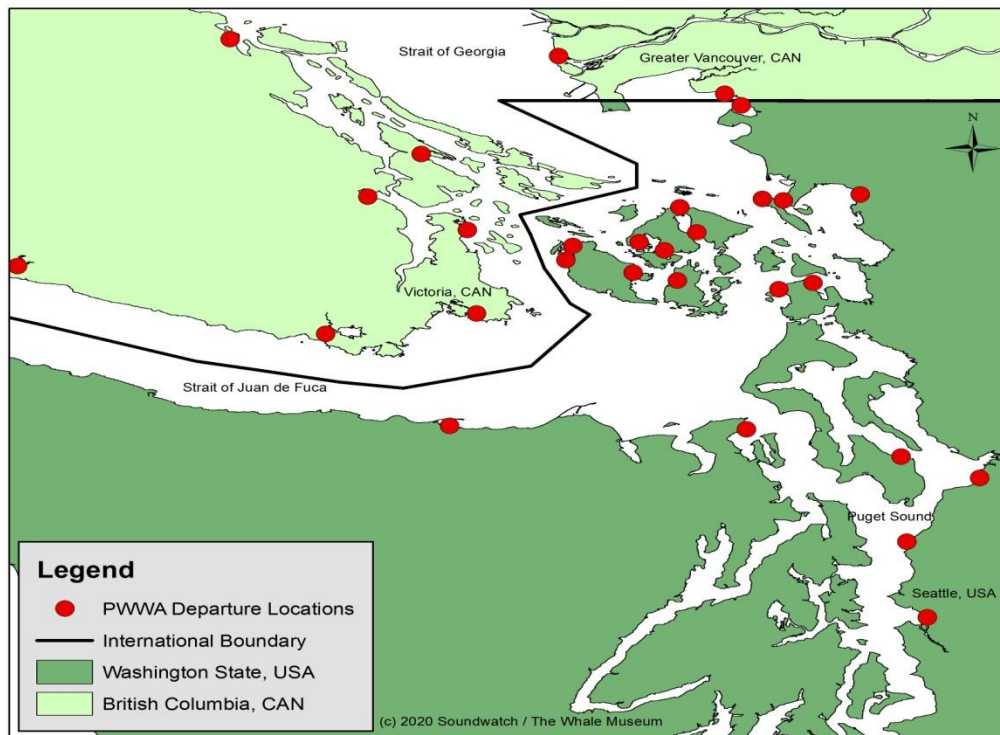 Strait of Georgia
Greater Vancouver, CAN
N
Victoria, CAN
Strait of Juan de Fuca
Puget Sound
Seattle, USA
Legend
PWWA Departure Locations
International Boundary
Washington State, USA
British Columbia, CAN
(c) 2020 Soundwatch / The Whale Museum